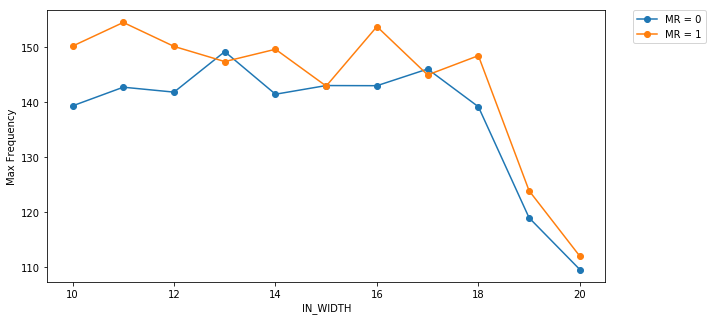 150
140
130
120
110
Max Frequency
10
12
14
16
18
20
IN_WIDTH
MR = 0
MR = 1